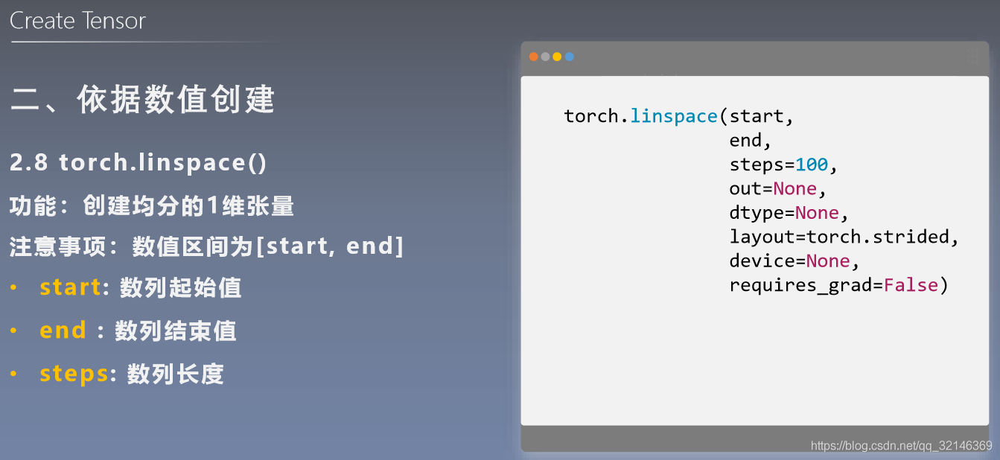 Create Tensor
二、依据数值创建
2.8 torch.linspace()
功能：创建均分的1维张量
注意事项：数值区间为[start, end]
• start: 数列起始值
• end : 数列结束值
• steps: 数列长度
torch.linspace(start,
end,
steps=100,
out=None,
dtype=None,
layout=torch.strided,
device=None,
requires_grad=False)
https://blog.csdn.net/qq_32146369